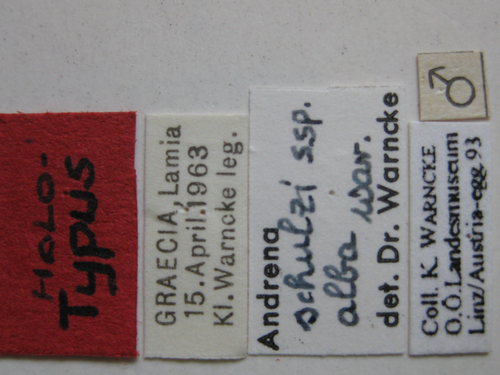 HOLO-
Typus
GRAECIA, Lamia
15.April.1963
Kl.Warncke leg.
Andrena
schulzi ssp.
alba War.
det. Dr. Warncke
♂
Coll. K. WARNCKE
O.Ö.Landesmuseum
Linz/Austria-egg 93